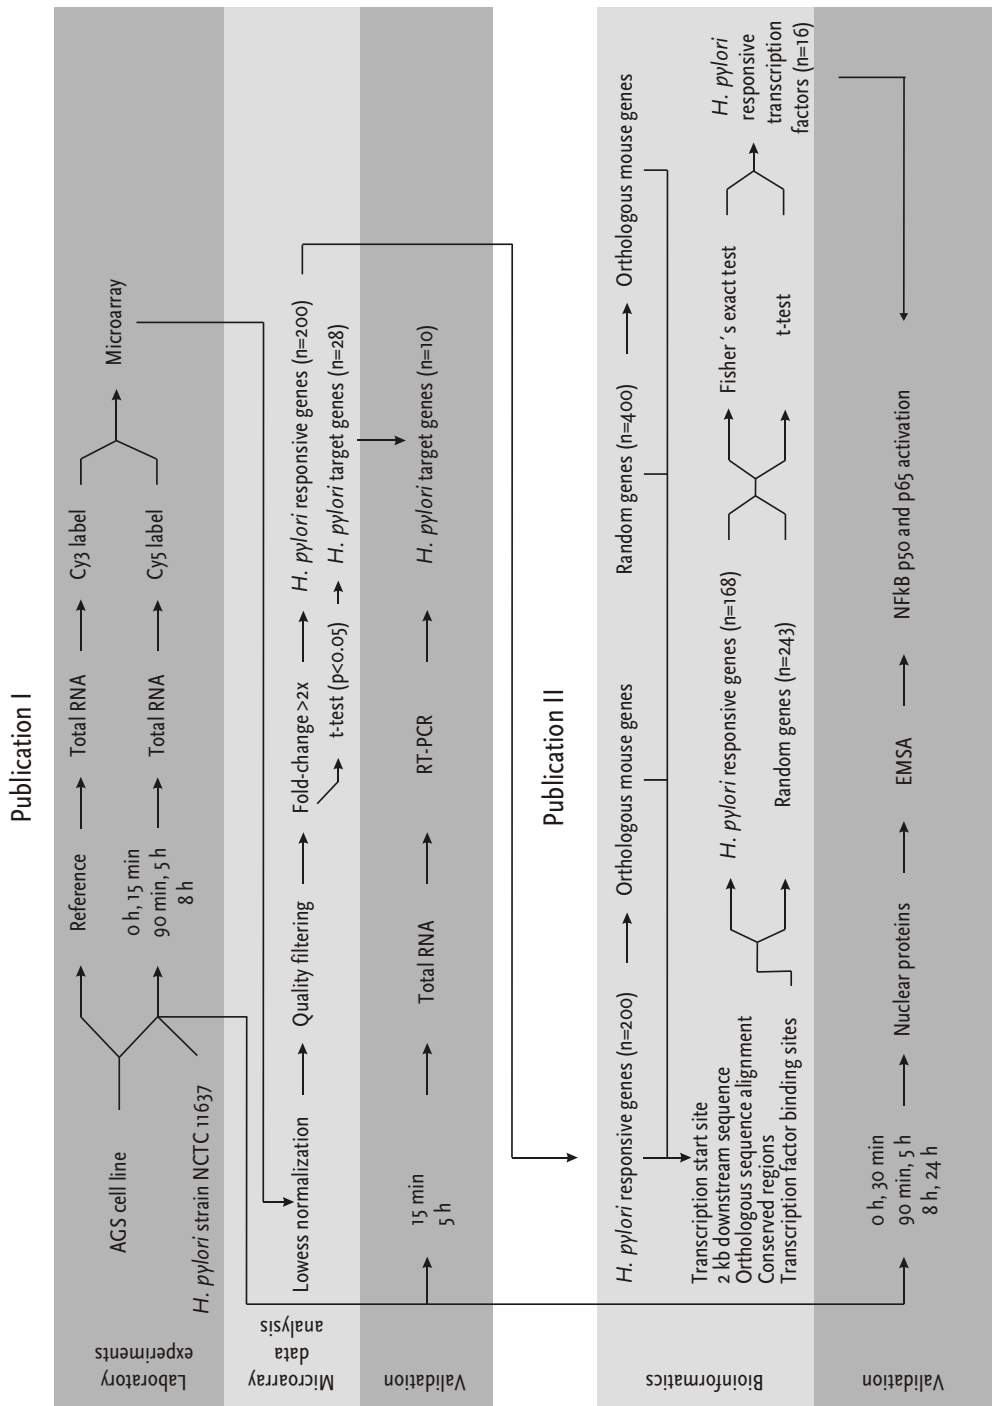 Publication I
Laboratory
experiments
AGS cell line
H. pylori strain NCTC 11637
Reference
0 h, 15 min
90 min, 5 h
8 h
Total RNA
Total RNA
Cy3 label
Cy5 label
Microarray
Microarray
data
analysis
Lowess normalization
Quality filtering
Fold-change >2x
t-test (p<0.05)
H. pylori responsive genes (n=200)
H. pylori target genes (n=28)
Validation
15 min
5 h
Total RNA
RT-PCR
H. pylori target genes (n=10)
Publication II
Bioinformatics
H. pylori responsive genes (n=200)
Orthologous mouse genes
Random genes (n=400)
Orthologous mouse genes
Transcription start site
2 kb downstream sequence
Orthologous sequence alignment
Conserved regions
Transcription factor binding sites
H. pylori responsive genes (n=168)
Random genes (n=243)
Fisher´s exact test
t-test
H. pylori
responsive
transcription
factors (n=16)
Validation
0 h, 30 min
90 min, 5 h
8 h, 24 h
Nuclear proteins
EMSA
NFkB p50 and p65 activation